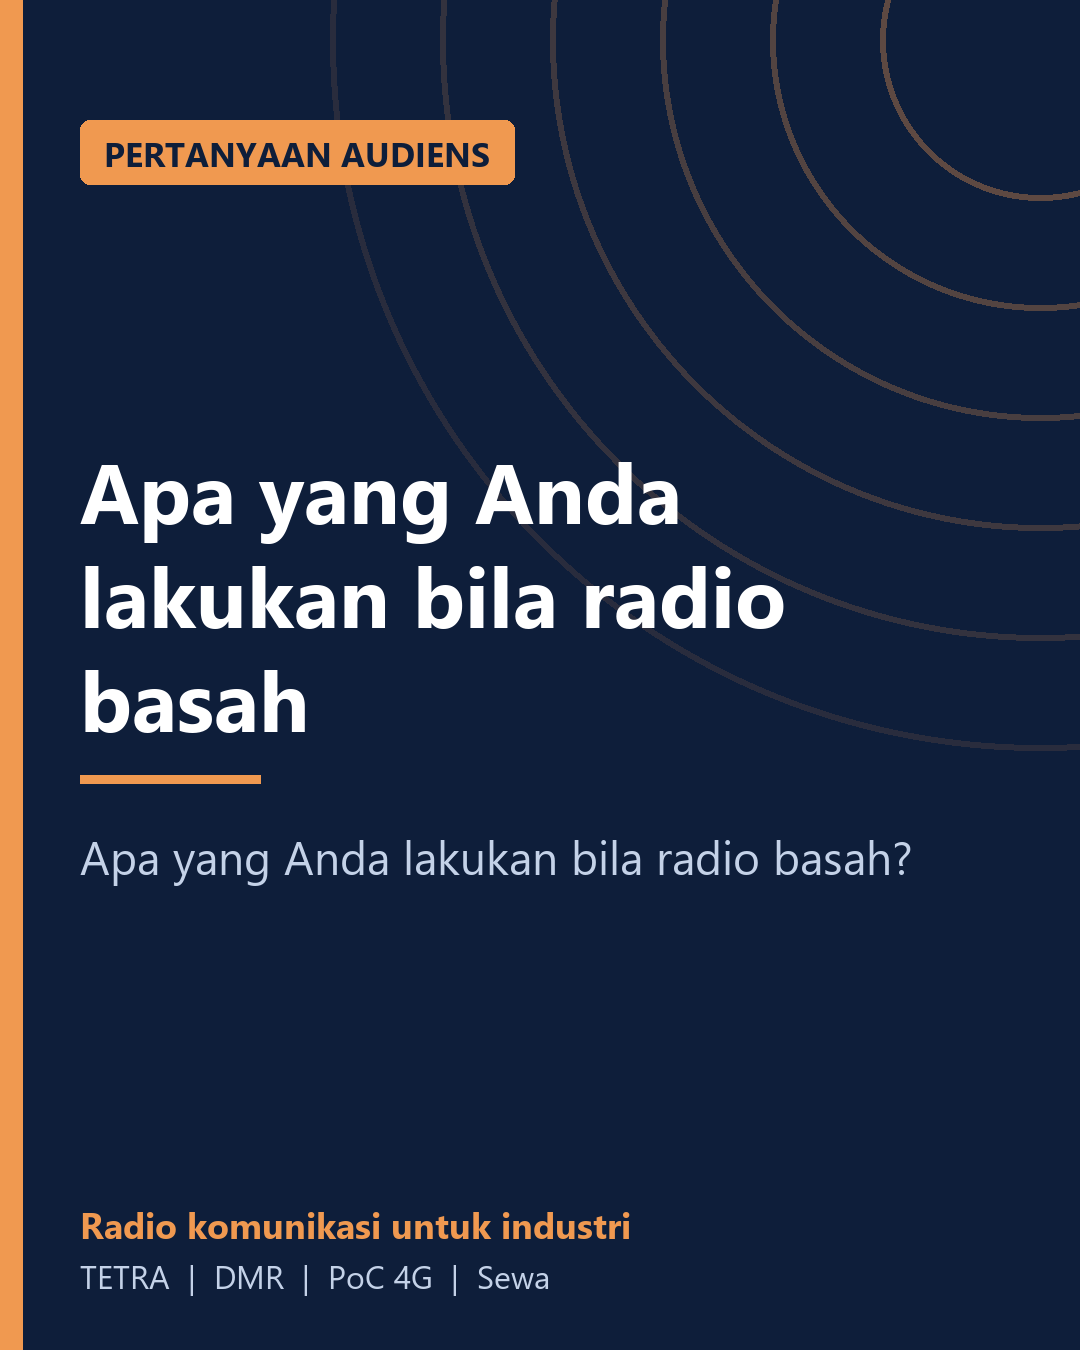 PERTANYAAN AUDIENS
Apa yang Anda
lakukan bila radio
basah
Apa yang Anda lakukan bila radio basah?
Radio komunikasi untuk industri
TETRA | DMR | PoC 4G | Sewa